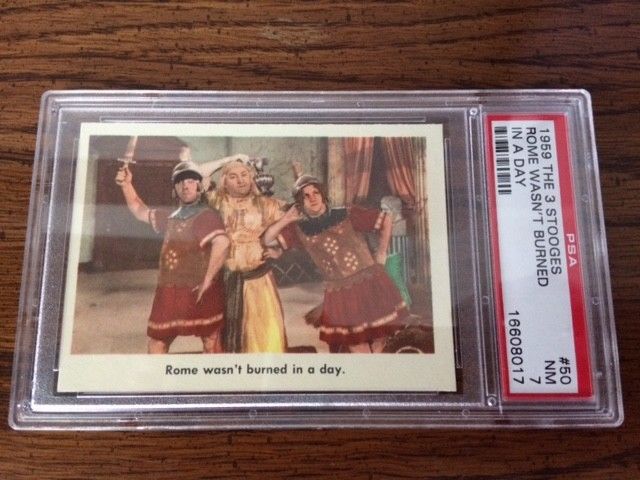 Rome wasn't burned in a day.
PSA
1959 THE 3 STOOGES
ROME WASN'T BURNED
IN A DAY
#50
NM
7
16608017